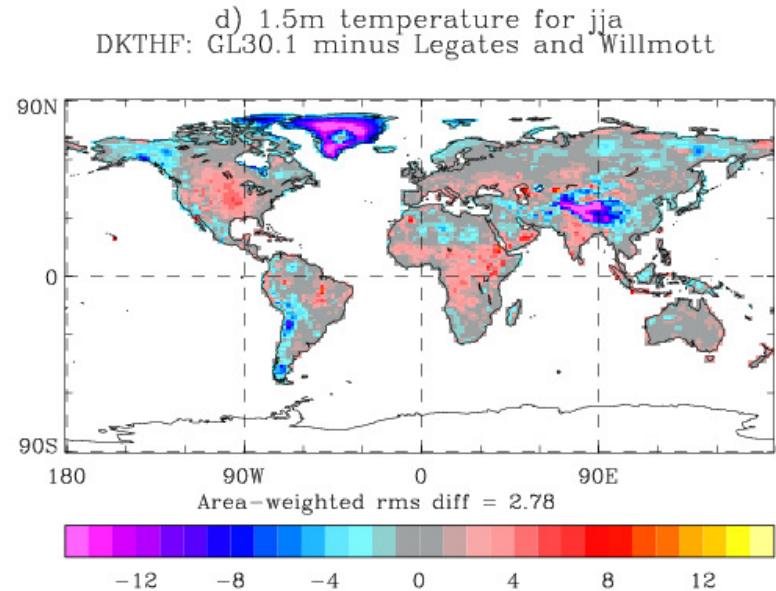 d) 1.5m temperature for jja
DKTHF: GL30.1 minus Legates and Willmott
90N
0
90S
180 90W 0 90E
Area-weighted rms diff = 2.78
-12 -8 -4 0 4 8 12